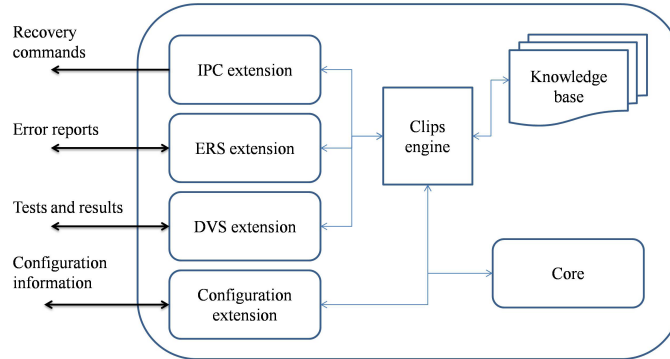 Recovery
commands
IPC extension
Knowledge
base
Error reports
ERS extension
Clips
engine
Tests and results
DVS extension
Configuration
information
Configuration
extension
Core